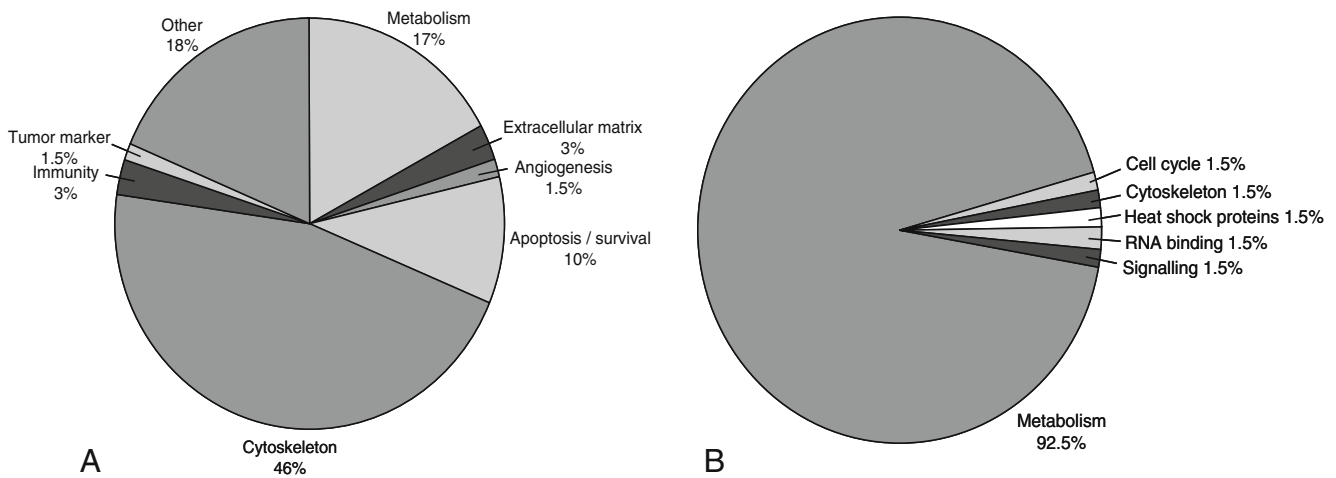 Other
18%
Metabolism
17%
Extracellular matrix
3%
Angiogenesis
1.5%
Apoptosis / survival
10%
Tumor marker
1.5%
Immunity
3%
Cytoskeleton
46%
A
Cell cycle 1.5%
Cytoskeleton 1.5%
Heat shock proteins 1.5%
RNA binding 1.5%
Signalling 1.5%
Metabolism
92.5%
B